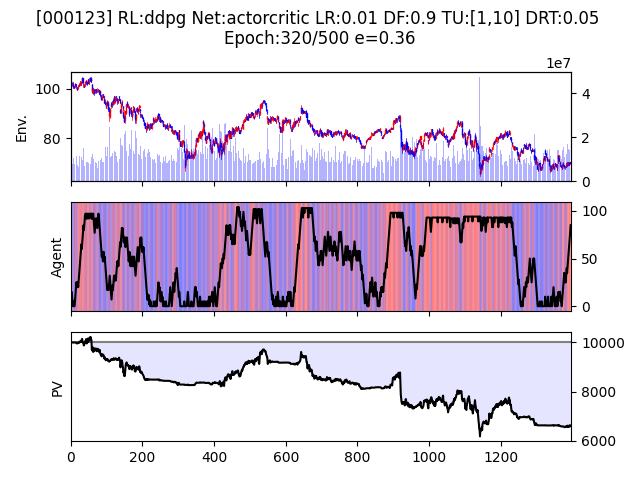 [000123] RL:ddpg Net:actorcritic LR:0.01 DF:0.9 TU:[1,10] DRT:0.05
Epoch:320/500 e=0.36
1e7
100
80
Env.
4
2
0
Agent
100
50
0
PV
10000
8000
6000
0 200 400 600 800 1000 1200